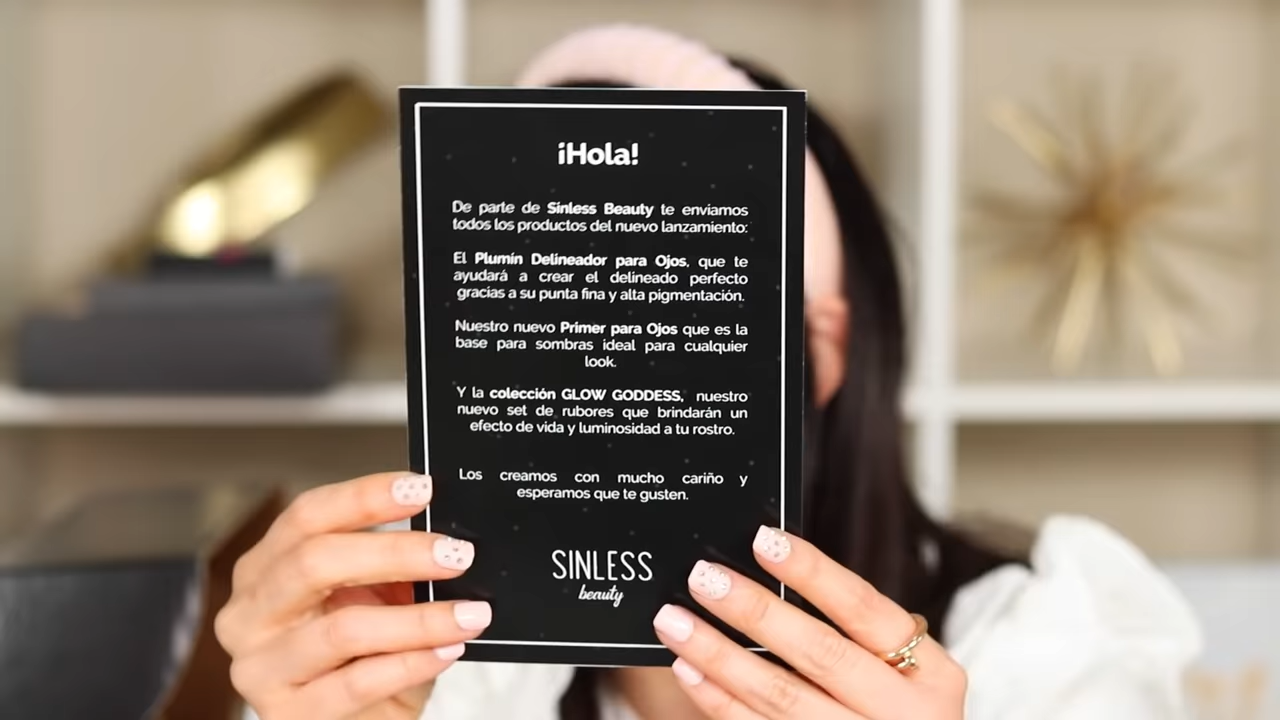 ¡Hola!
De parte de Sinless Beauty te enviamos
todos los productos del nuevo lanzamiento:
El Plumín Delineador para Ojos, que te
ayudará a crear el delineado perfecto
gracias a su punta fina y alta pigmentación.
Nuestro nuevo Primer para Ojos que es la
base para sombras ideal para cualquier
look.
Y la colección GLOW GODDESS, nuestro
nuevo set de rubores que brindarán un
efecto de vida y luminosidad a tu rostro.
Los creamos con mucho cariño y
esperamos que te gusten.
SINLESS
beauty